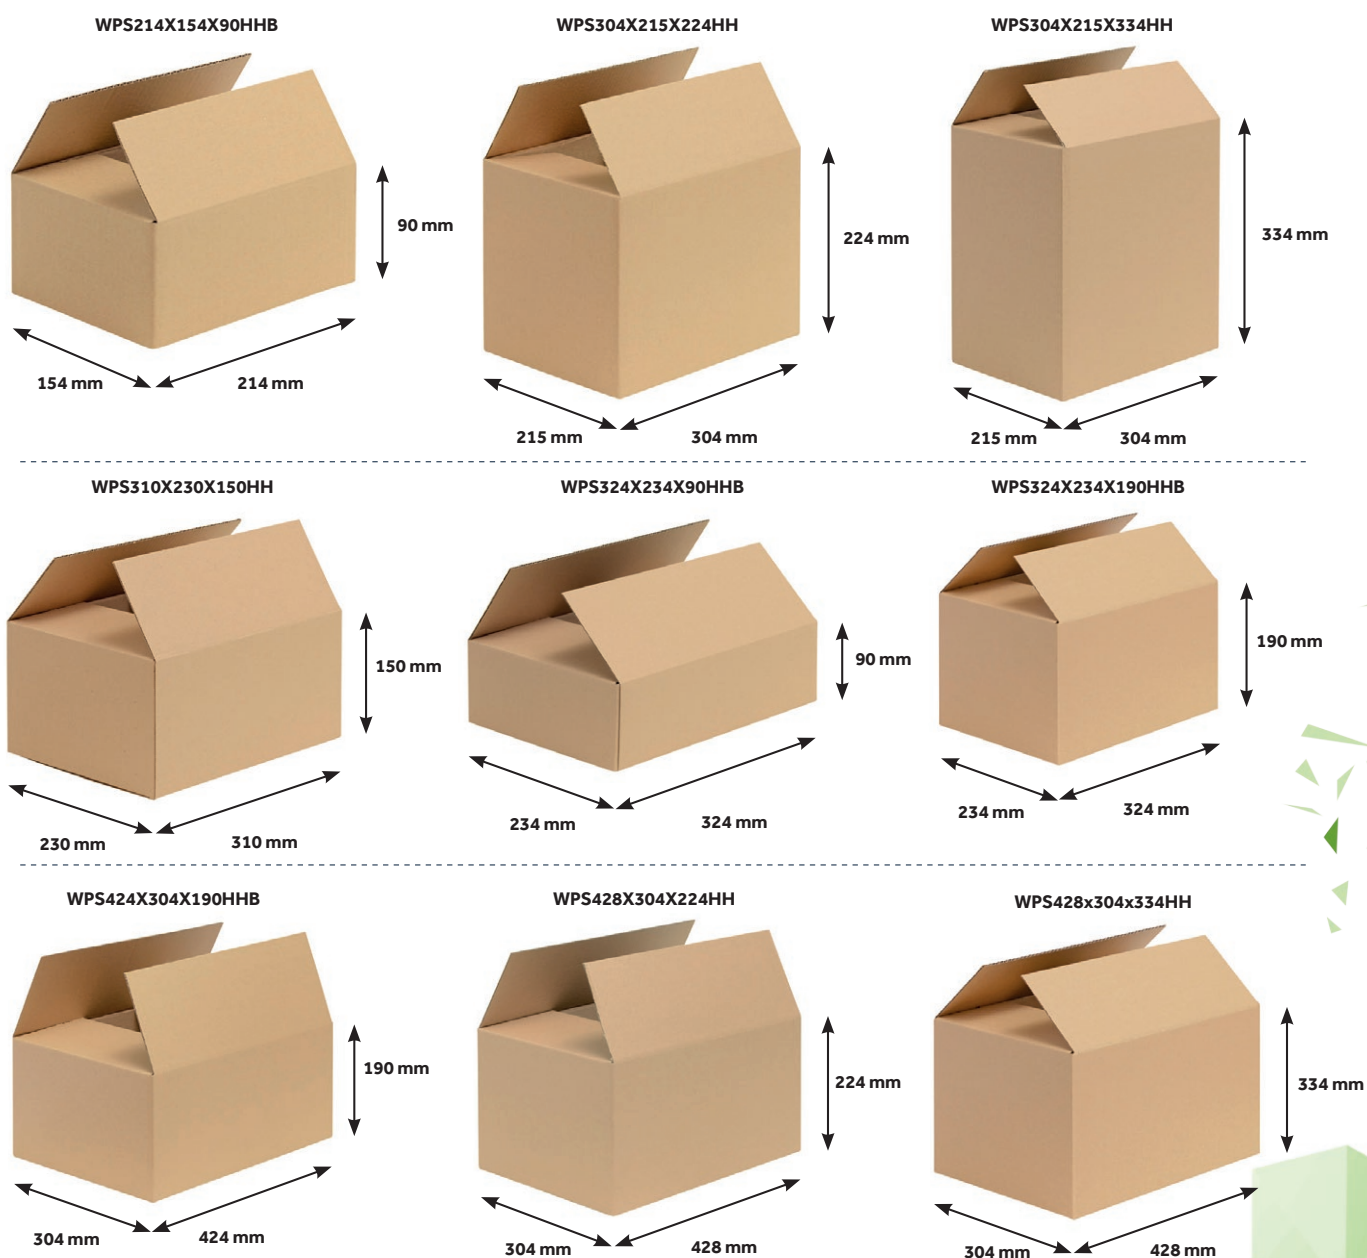 WPS214X154X90HHB
WPS304X215X224HH
WPS304X215X334HH
90 mm
224 mm
334 mm
154 mm
214 mm
215 mm
304 mm
215 mm
304 mm
WPS310X230X150HH
WPS324X234X90HHB
WPS324X234X190HHB
150 mm
90 mm
190 mm
230 mm
310 mm
234 mm
324 mm
234 mm
324 mm
WPS424X304X190HHB
WPS428X304X224HH
WPS428x304x334HH
190 mm
224 mm
334 mm
304 mm
424 mm
304 mm
428 mm
304 mm
428 mm